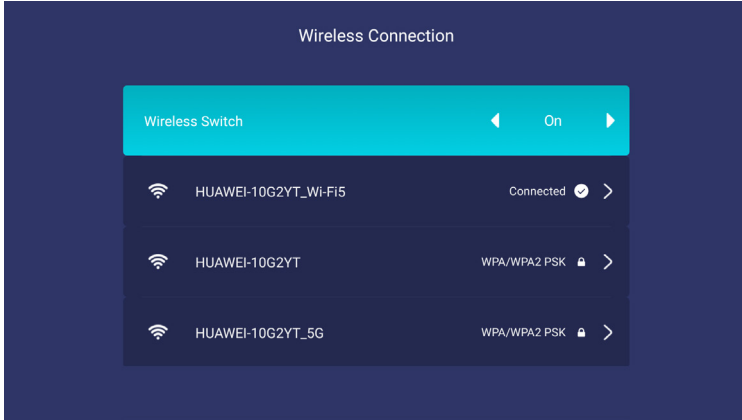 Wireless Connection
Wireless Switch On
HUAWEI-10G2YT_Wi-Fi5 Connected
HUAWEI-10G2YT WPA/WPA2 PSK
HUAWEI-10G2YT_5G WPA/WPA2 PSK